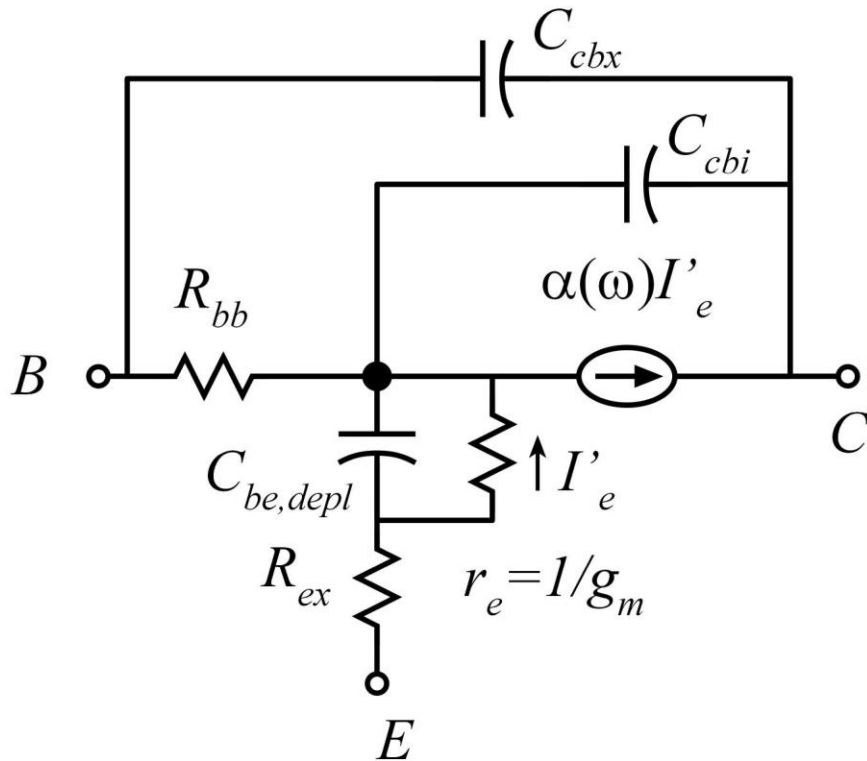 C_cbx
C_cbi
α(ω)I'_e
R_bb
B
C
C_be,depl
I'_e
R_ex
r_e=1/g_m
E